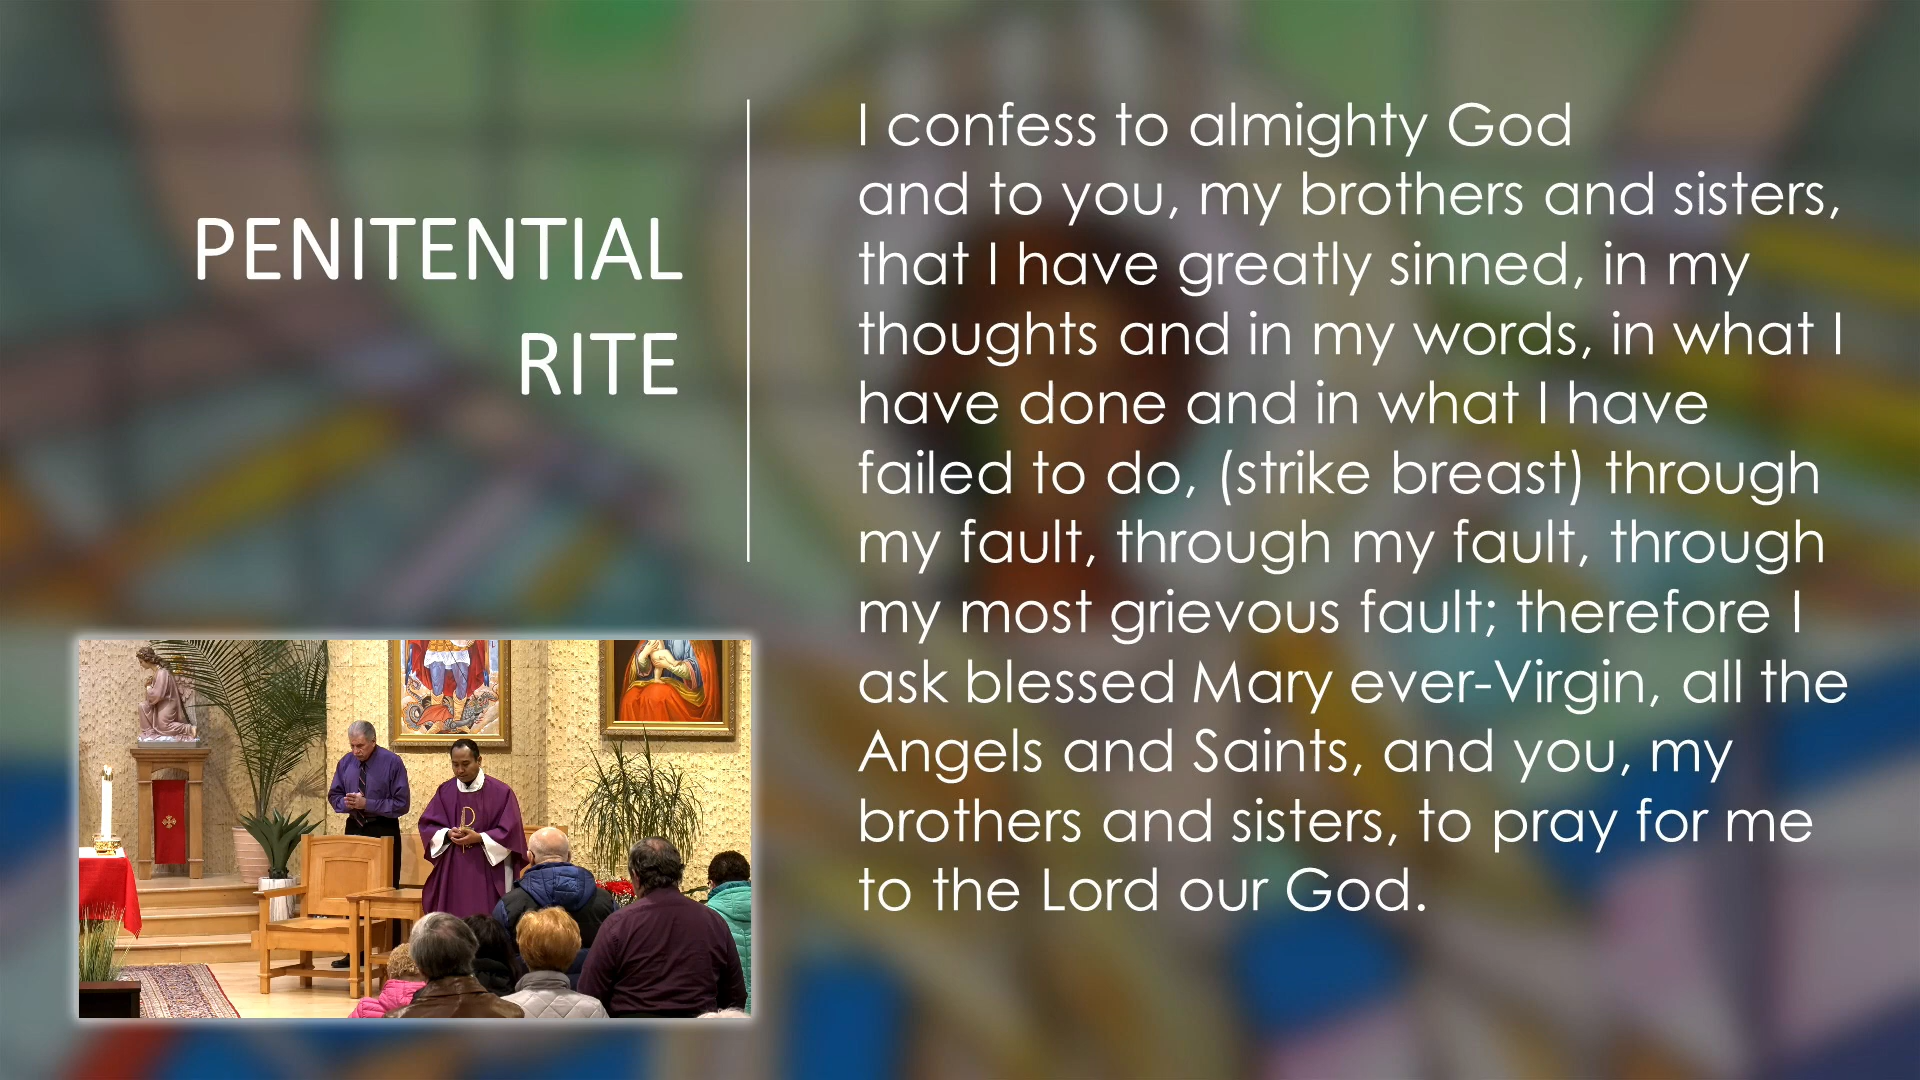 PENITENTIAL
RITE
I confess to almighty God
and to you, my brothers and sisters,
that I have greatly sinned, in my
thoughts and in my words, in what I
have done and in what I have
failed to do, (strike breast) through
my fault, through my fault, through
my most grievous fault; therefore I
ask blessed Mary ever-Virgin, all the
Angels and Saints, and you, my
brothers and sisters, to pray for me
to the Lord our God.